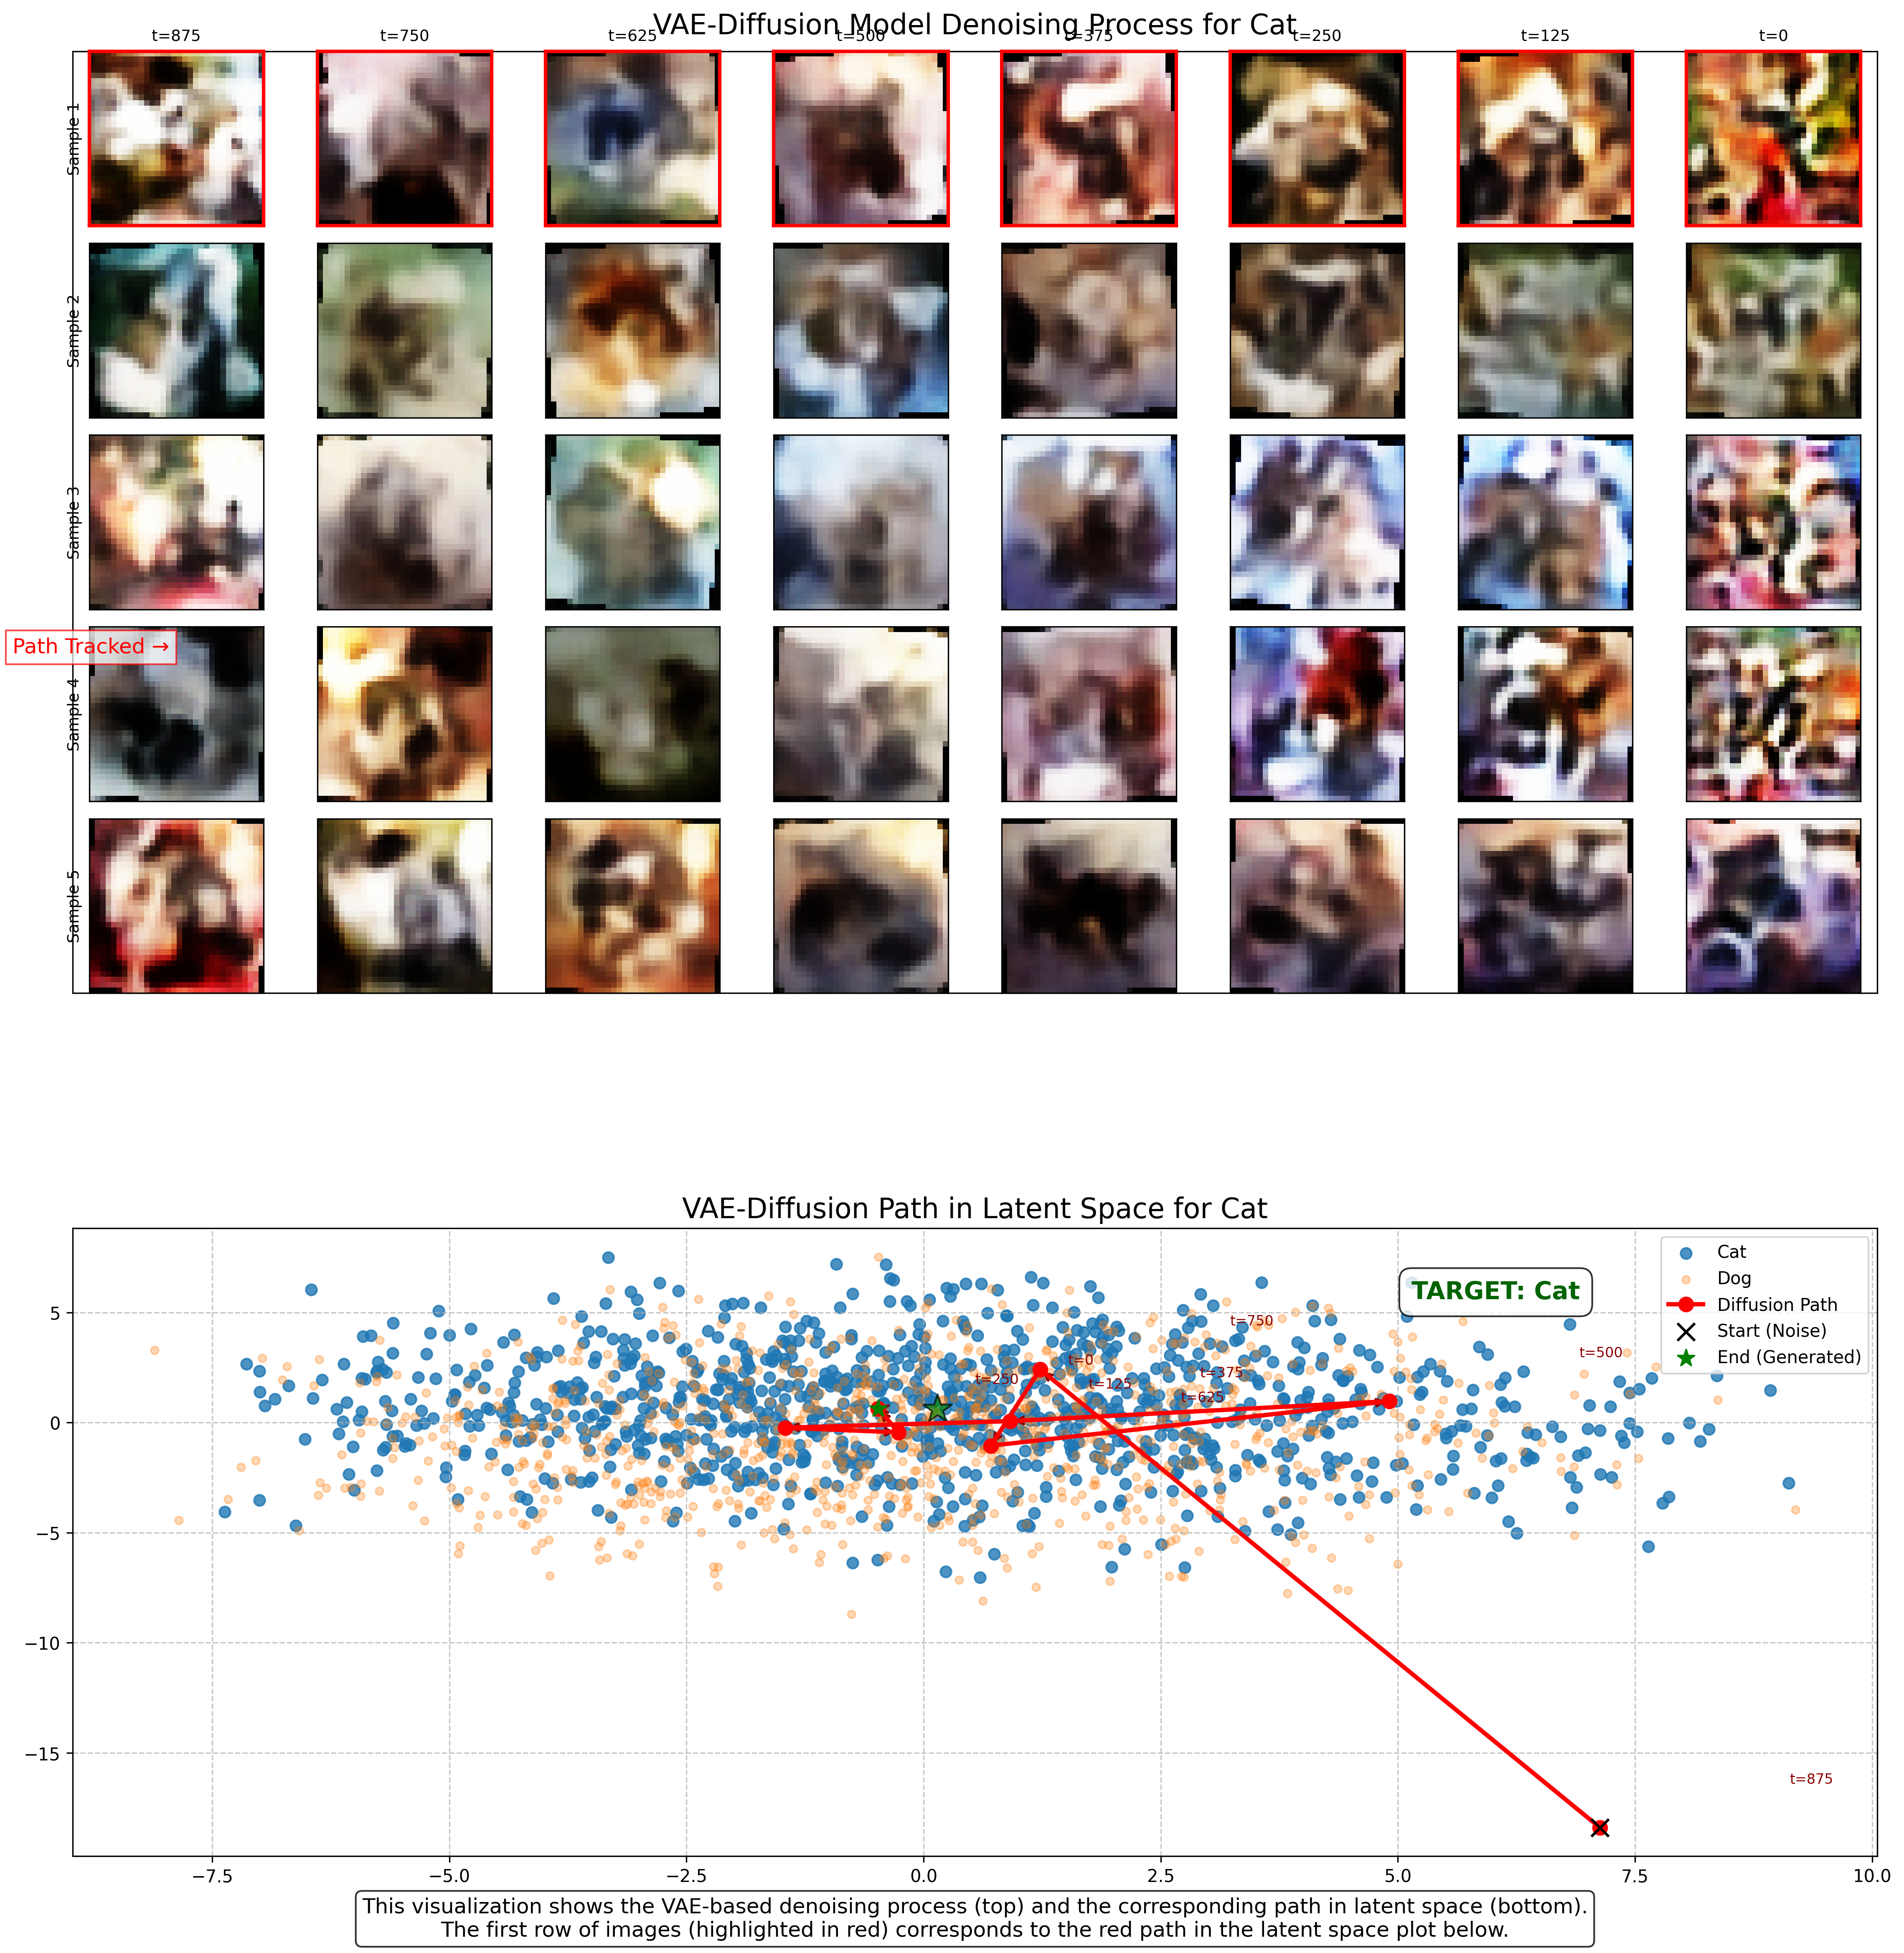 VAE-Diffusion Model Denoising Process for Cat
t=875
t=750
t=625
t=500
t=375
t=250
t=125
t=0
Sample 1
Sample 2
Sample 3
Path Tracked →
Sample 4
Sample 5
VAE-Diffusion Path in Latent Space for Cat
TARGET: Cat
Cat
Dog
Diffusion Path
Start (Noise)
End (Generated)
t=750
t=500
t=0
t=250
t=125
t=375
t=625
t=875
5
0
−5
−10
−15
−7.5
−5.0
−2.5
0.0
2.5
5.0
7.5
10.0
This visualization shows the VAE-based denoising process (top) and the corresponding path in latent space (bottom).
The first row of images (highlighted in red) corresponds to the red path in the latent space plot below.